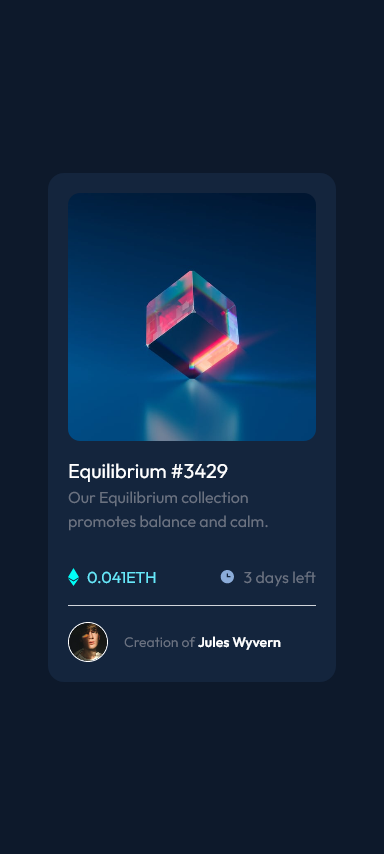 Equilibrium #3429
Our Equilibrium collection
promotes balance and calm.
0.041ETH 3 days left
Creation of Jules Wyvern